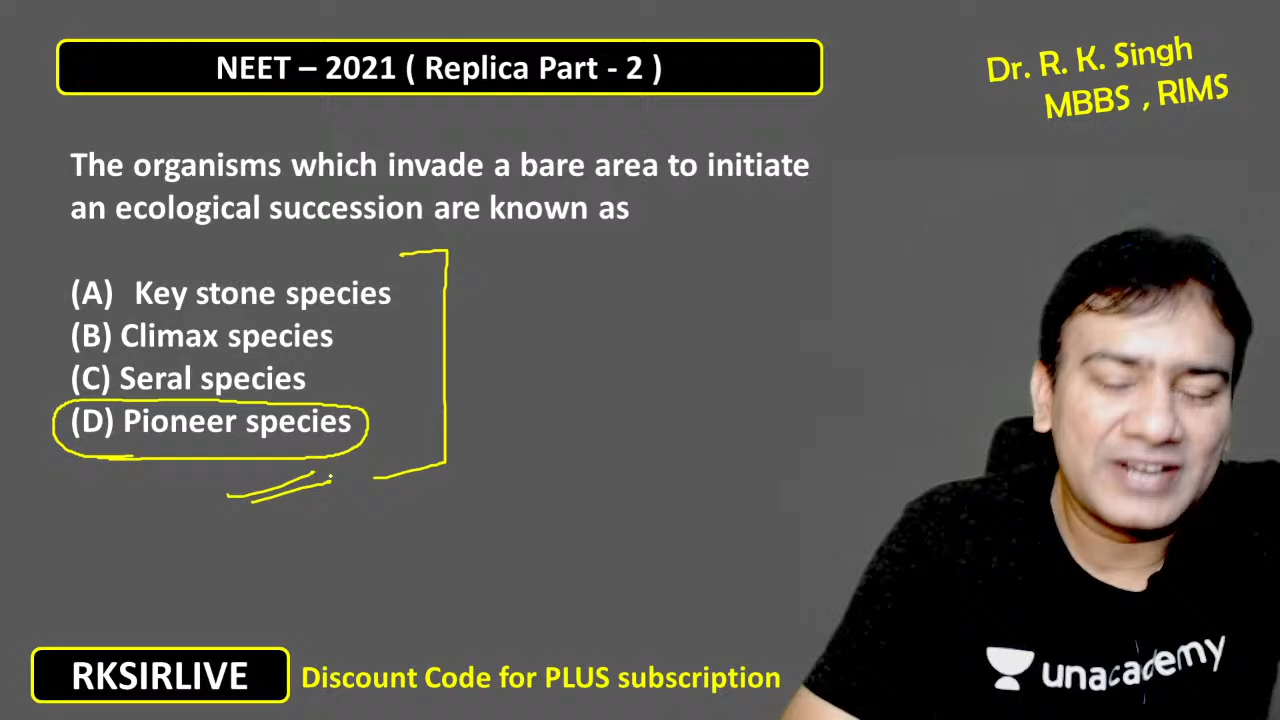 NEET – 2021 ( Replica Part - 2 )
Dr. R. K. Singh
MBBS , RIMS
The organisms which invade a bare area to initiate
an ecological succession are known as
(A) Key stone species
(B) Climax species
(C) Seral species
(D) Pioneer species
unacademy
RKSIRLIVE
Discount Code for PLUS subscription